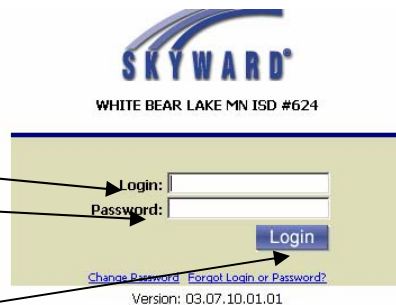 SKYWARD®
WHITE BEAR LAKE MN ISD #624
Login:
Password:
Login
Change Password Forgot Login or Password?
Version: 03.07.10.01.01